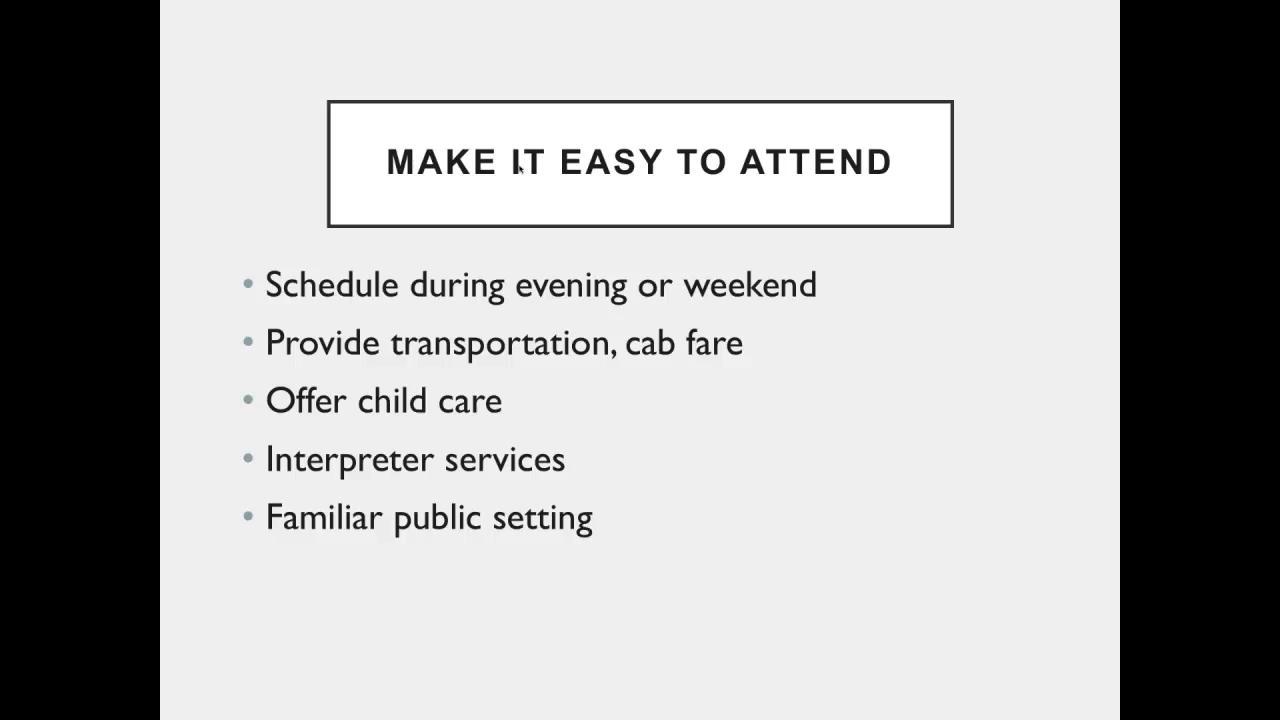 MAKE IT EASY TO ATTEND
• Schedule during evening or weekend
• Provide transportation, cab fare
• Offer child care
• Interpreter services
• Familiar public setting